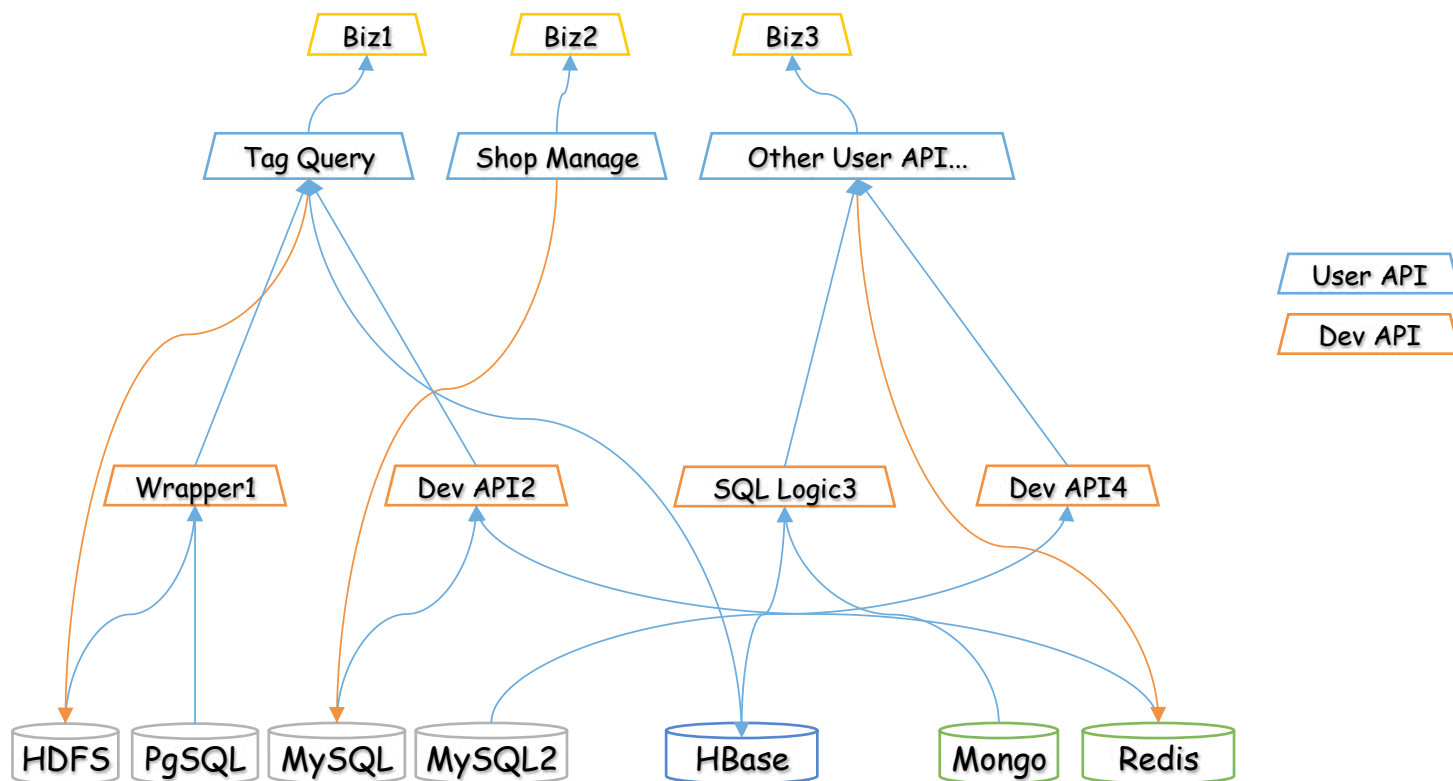 Biz1
Biz2
Biz3
Tag Query
Shop Manage
Other User API...
User API
Dev API
Wrapper1
Dev API2
SQL Logic3
Dev API4
HDFS
PgSQL
MySQL
MySQL2
HBase
Mongo
Redis